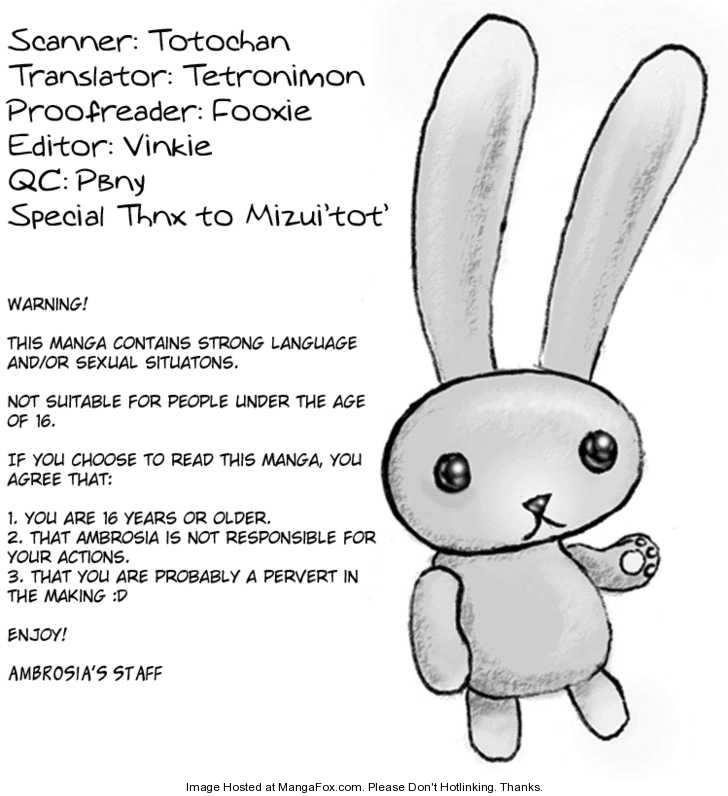 Scanner: Totochan
Translator: Tetronimon
Proofreader: Fooxie
Editor: Vinkie
QC: PBny
Special Thnx to Mizui'tot'
WARNING!
THIS MANGA CONTAINS STRONG LANGUAGE
AND/OR SEXUAL SITUATONS.
NOT SUITABLE FOR PEOPLE UNDER THE AGE
OF 16.
IF YOU CHOOSE TO READ THIS MANGA, YOU
AGREE THAT:
1. YOU ARE 16 YEARS OR OLDER.
2. THAT AMBROSIA IS NOT RESPONSIBLE FOR
YOUR ACTIONS.
3. THAT YOU ARE PROBABLY A PERVERT IN
THE MAKING :D
ENJOY!
AMBROSIA'S STAFF
Image Hosted at MangaFox.com. Please Don't Hotlinking. Thanks.